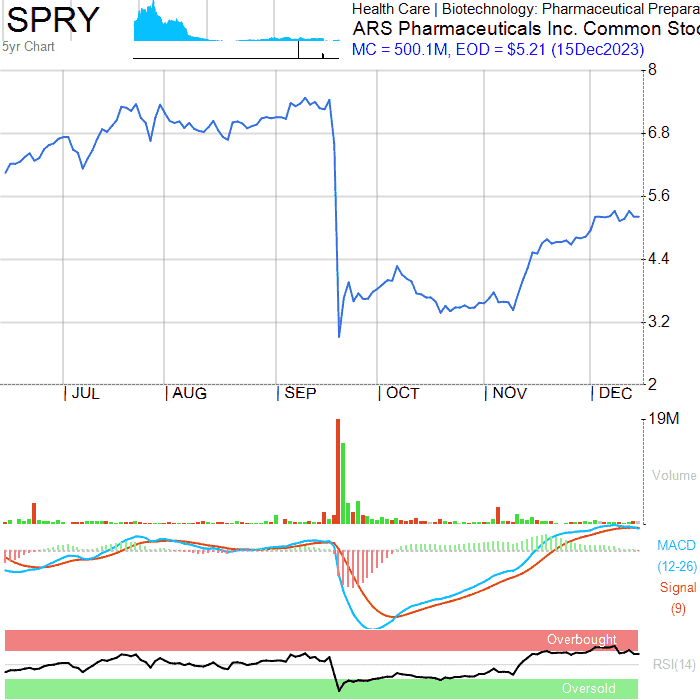 SPRY
5yr Chart
Health Care | Biotechnology: Pharmaceutical Prepara
ARS Pharmaceuticals Inc. Common Stoc
MC = 500.1M, EOD = $5.21 (15Dec2023)
8
6.8
5.6
4.4
3.2
2
JUL
AUG
SEP
OCT
NOV
DEC
19M
Volume
MACD
(12-26)
Signal
(9)
Overbought
RSI(14)
Oversold